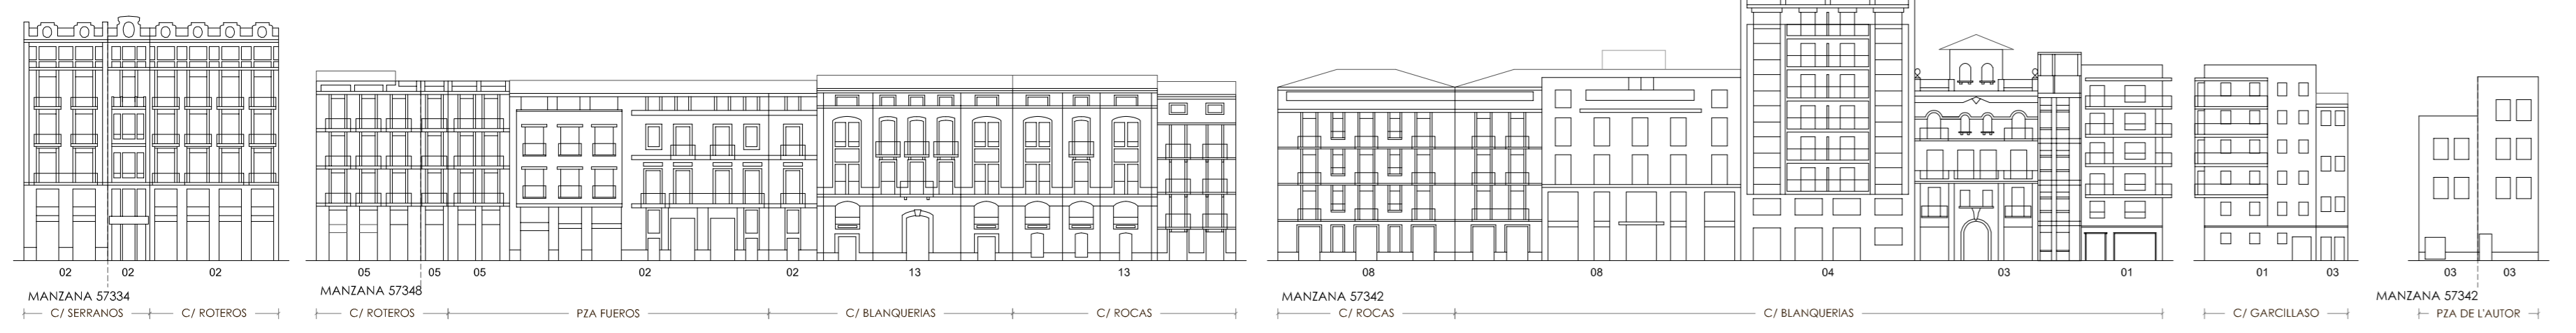 02 02 02 05 05 05 02 02 13 13 08 08 04 03 01 01 03 03 03
MANZANA 57334 MANZANA 57348 MANZANA 57342 MANZANA 57342
C/ SERRANOS C/ ROTEROS C/ ROTEROS PZA FUEROS C/ BLANQUERIAS C/ ROCAS C/ ROCAS C/ BLANQUERIAS C/ GARCILLASO PZA DE L'AUTOR